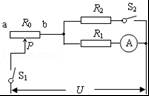 R₂ S₂
a R₀ b
P R₁ A
S₁
U